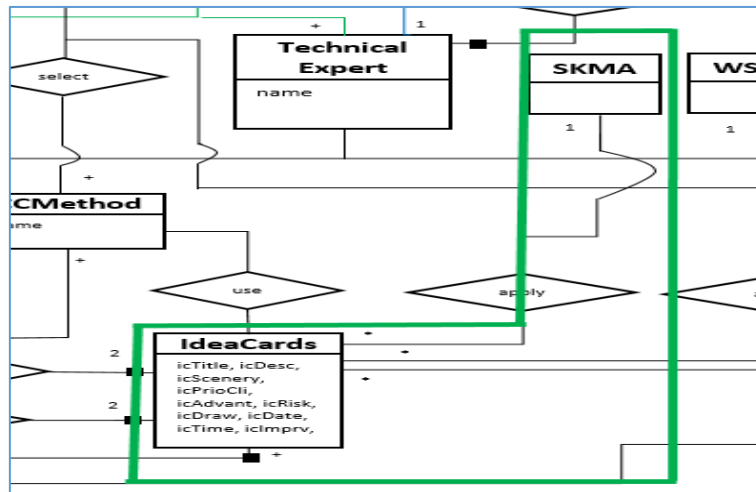 +
1
Technical
Expert
name
SKMA
1
WS
1
select
+
CMethod
ame
+
use
apply
2
2
IdeaCards
icTitle, icDesc,
icScenery,
icPrioCli,
icAdvant, icRisk,
icDraw, icDate,
icTime, icImprv,
+
*
*
*